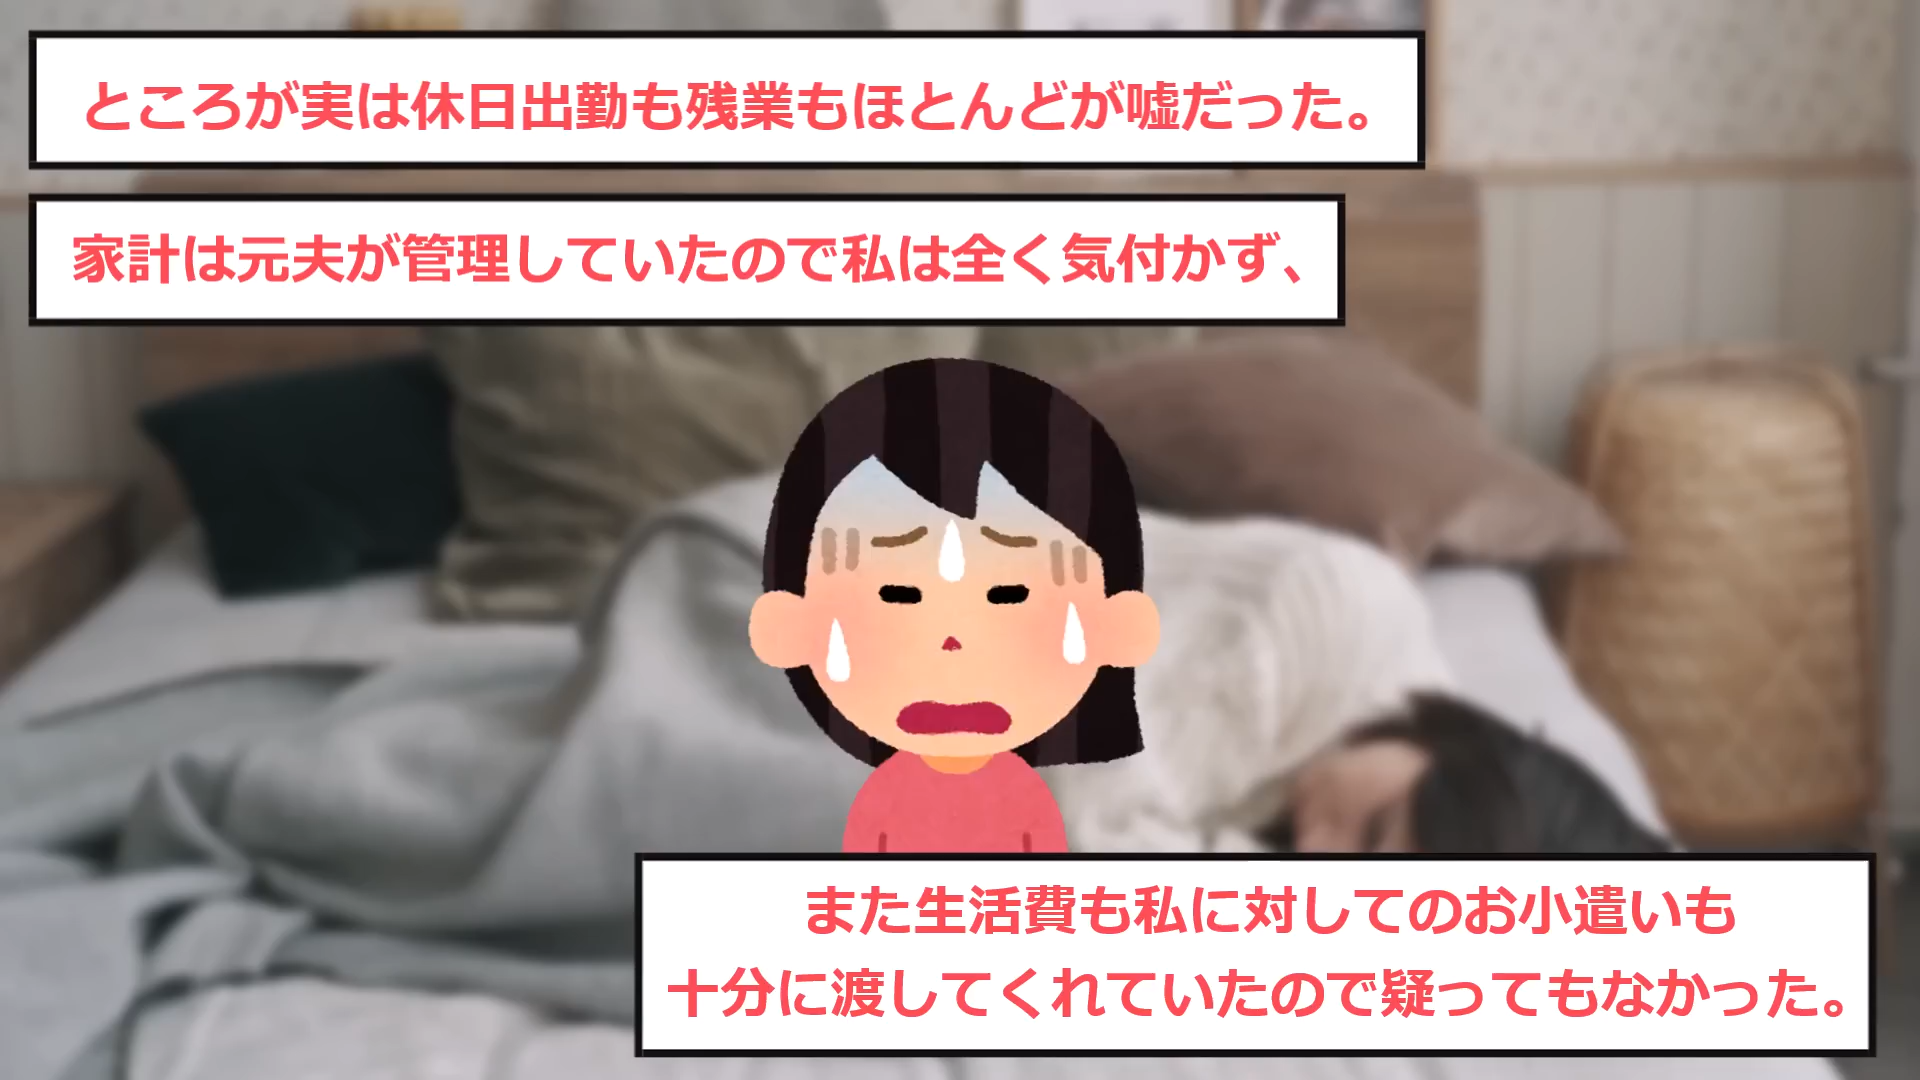 ところが実は休日出勤も残業もほとんどが嘘だった。
家計は元夫が管理していたので私は全く気付かず、
また生活費も私に対してのお小遣いも
十分に渡してくれていたので疑ってもなかった。